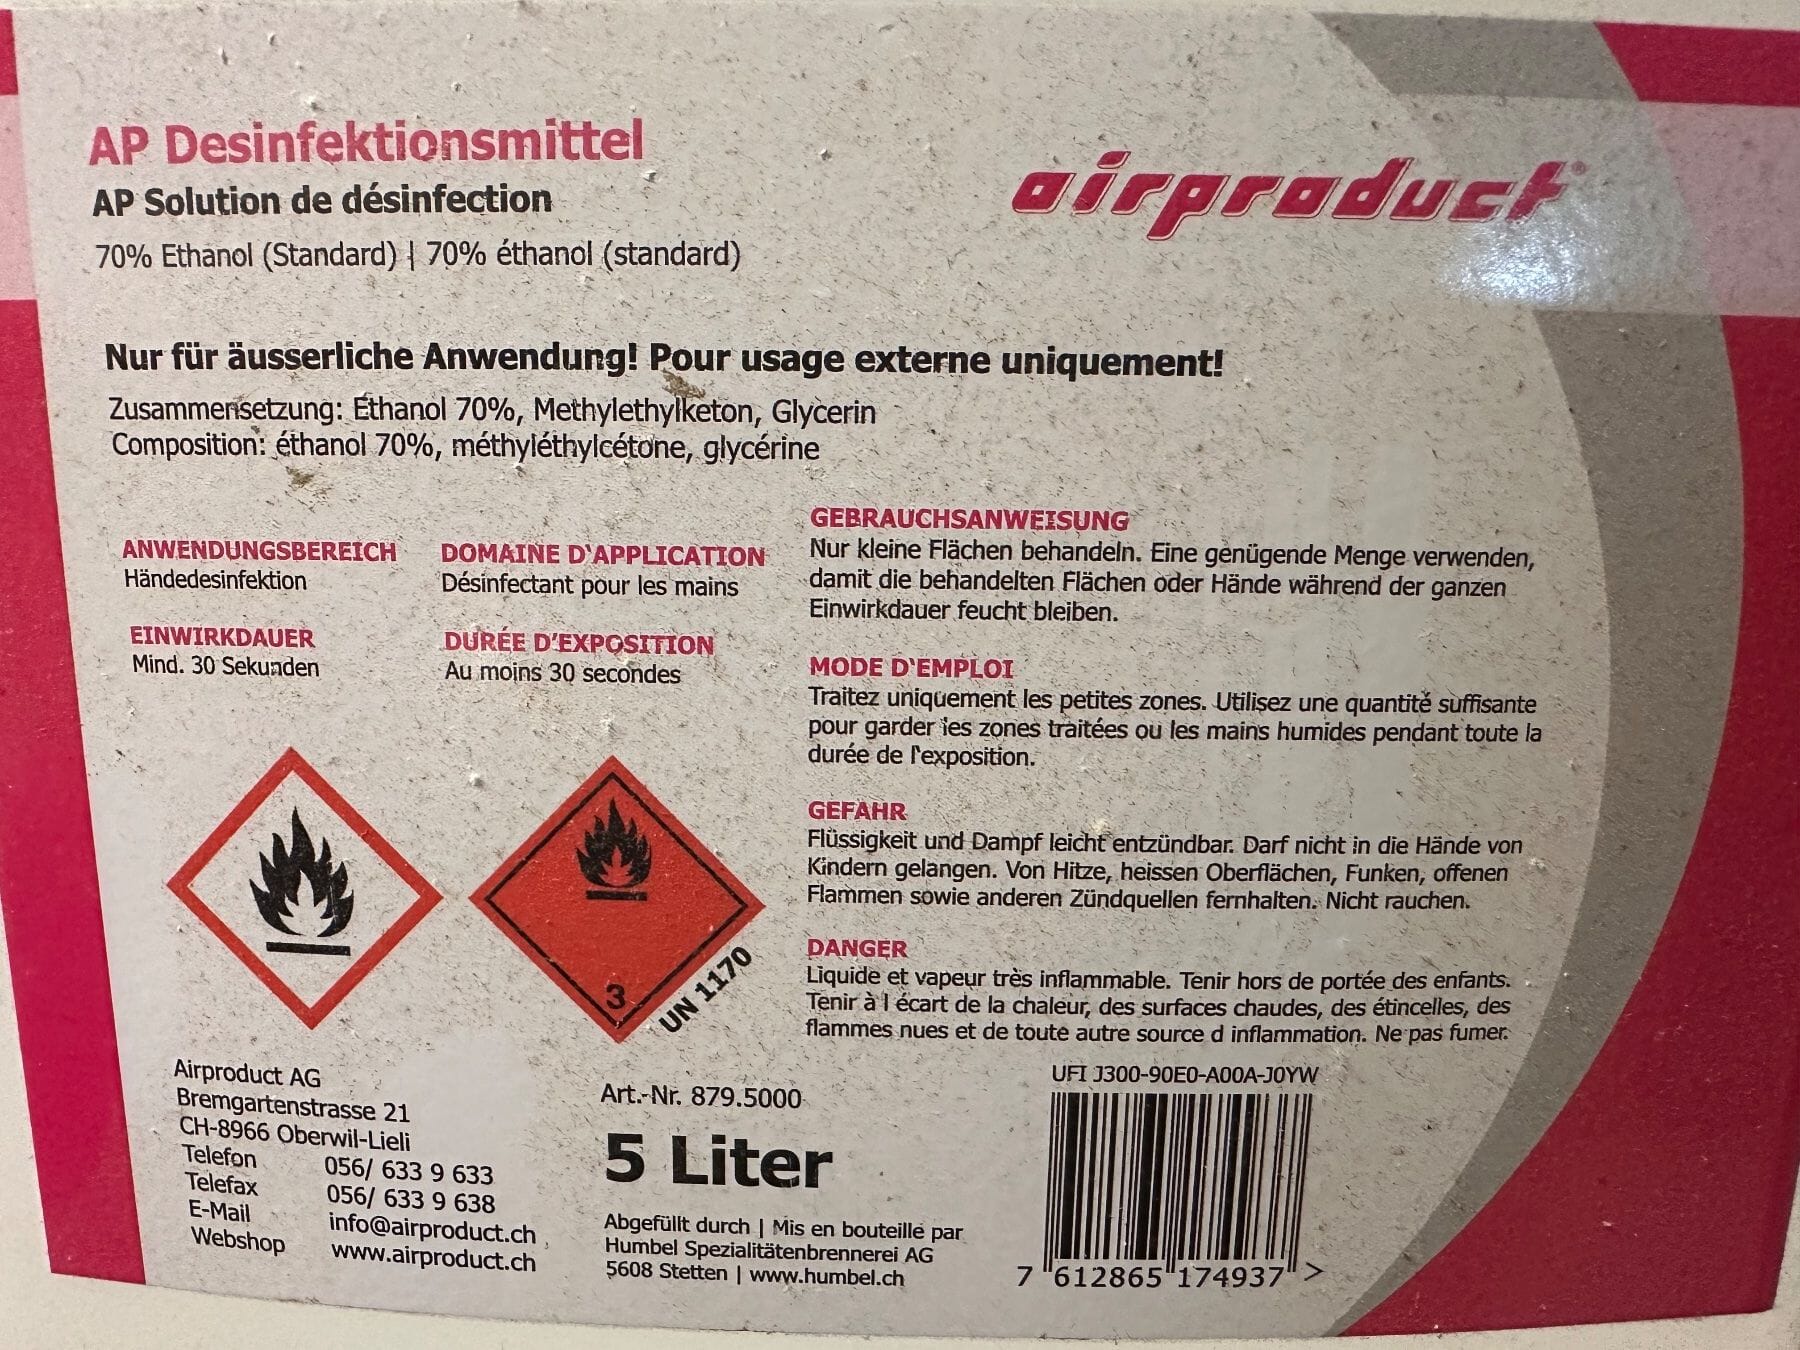 AP Desinfektionsmittel
AP Solution de désinfection
70% Ethanol (Standard) | 70% éthanol (standard)
airproduct®
Nur für äusserliche Anwendung! Pour usage externe uniquement!
Zusammensetzung: Ethanol 70%, Methylethylketon, Glycerin
Composition: éthanol 70%, méthyléthylcétone, glycérine
ANWENDUNGSBEREICH
Händedesinfektion
EINWIRKDAUER
Mind. 30 Sekunden
DOMAINE D'APPLICATION
Désinfectant pour les mains
DURÉE D'EXPOSITION
Au moins 30 secondes
GEBRAUCHSANWEISUNG
Nur kleine Flächen behandeln. Eine genügende Menge verwenden,
damit die behandelten Flächen oder Hände während der ganzen
Einwirkdauer feucht bleiben.
MODE D'EMPLOI
Traitez uniquement les petites zones. Utilisez une quantité suffisante
pour garder les zones traitées ou les mains humides pendant toute la
durée de l'exposition.
GEFAHR
Flüssigkeit und Dampf leicht entzündbar. Darf nicht in die Hände von
Kindern gelangen. Von Hitze, heissen Oberflächen, Funken, offenen
Flammen sowie anderen Zündquellen fernhalten. Nicht rauchen.
DANGER
Liquide et vapeur très inflammable. Tenir hors de portée des enfants.
Tenir à l écart de la chaleur, des surfaces chaudes, des étincelles, des
flammes nues et de toute autre source d inflammation. Ne pas fumer.
3
UN 1170
Airproduct AG
Bremgartenstrasse 21
CH-8966 Oberwil-Lieli
Telefon 056/ 633 9 633
Telefax 056/ 633 9 638
E-Mail info@airproduct.ch
Webshop www.airproduct.ch
Art.-Nr. 879.5000
5 Liter
Abgefüllt durch | Mis en bouteille par
Humbel Spezialitätenbrennerei AG
5608 Stetten | www.humbel.ch
UFI J300-90E0-A00A-J0YW
7 612865 174937 >